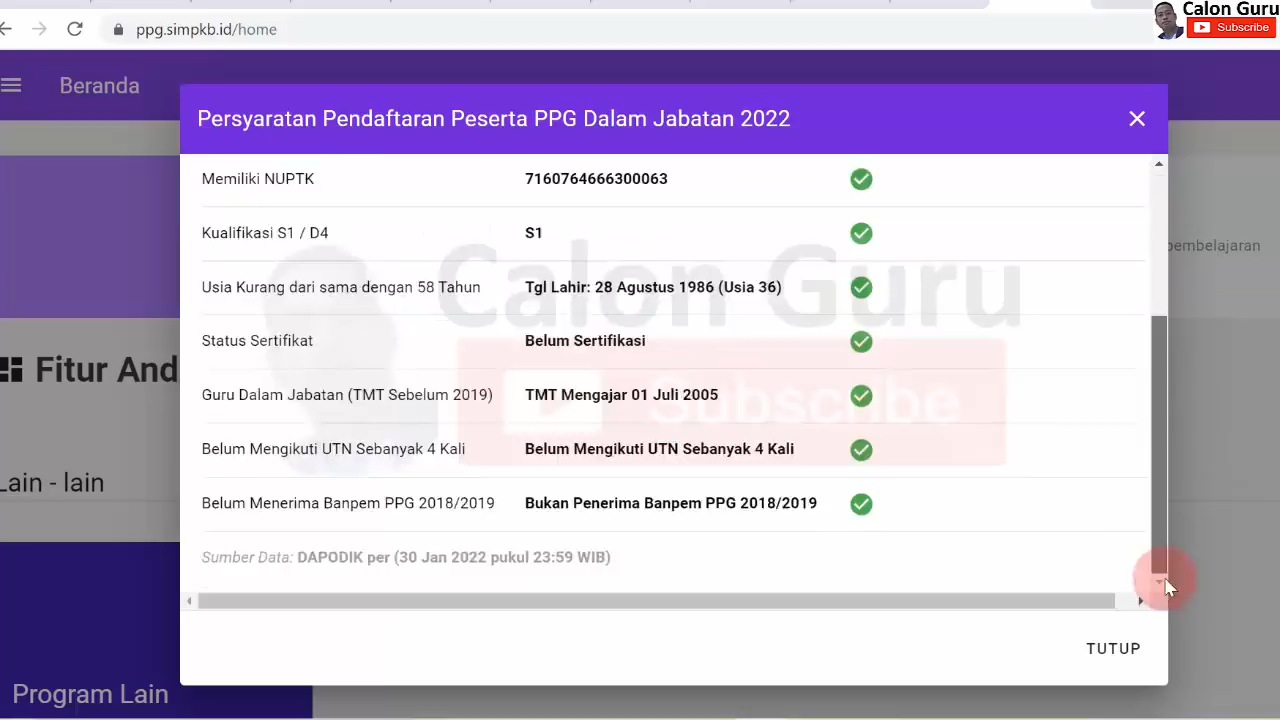 ppg.simpkb.id/home
Calon Guru
Subscribe
Beranda
Persyaratan Pendaftaran Peserta PPG Dalam Jabatan 2022
Memiliki NUPTK 7160764666300063
Kualifikasi S1 / D4 S1
pembelajaran
Calon Guru
Usia Kurang dari sama dengan 58 Tahun Tgl Lahir: 28 Agustus 1986 (Usia 36)
Status Sertifikat Belum Sertifikasi
Fitur And
Guru Dalam Jabatan (TMT Sebelum 2019) TMT Mengajar 01 Juli 2005
Subscribe
Belum Mengikuti UTN Sebanyak 4 Kali Belum Mengikuti UTN Sebanyak 4 Kali
Lain - lain
Belum Menerima Banpem PPG 2018/2019 Bukan Penerima Banpem PPG 2018/2019
Sumber Data: DAPODIK per (30 Jan 2022 pukul 23:59 WIB)
TUTUP
Program Lain